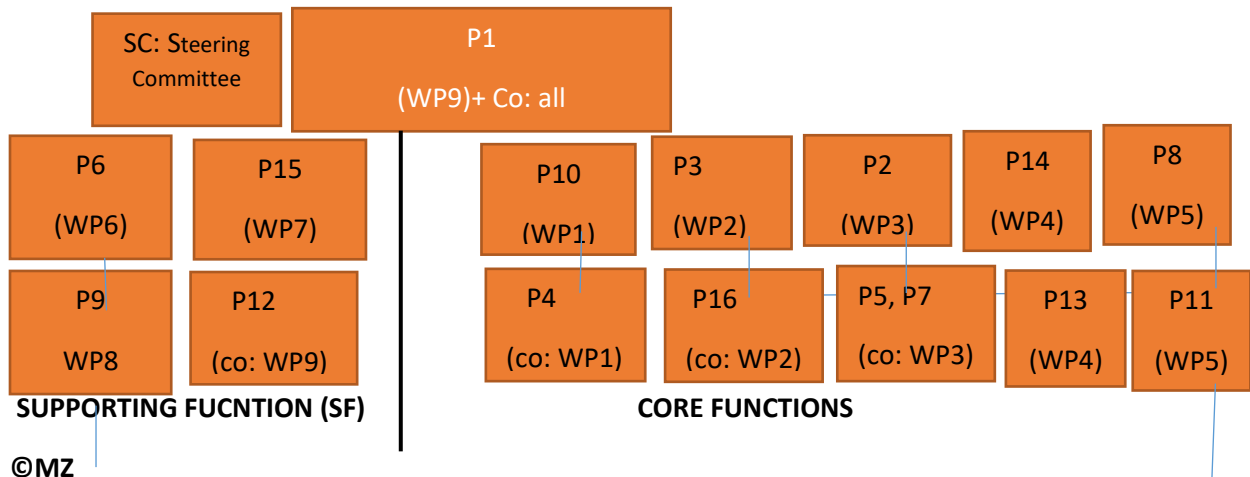 SC: Steering
Committee
P1
(WP9)+ Co: all
P6
(WP6)
P15
(WP7)
P10
(WP1)
P3
(WP2)
P2
(WP3)
P14
(WP4)
P8
(WP5)
P9
WP8
P12
(co: WP9)
P4
(co: WP1)
P16
(co: WP2)
P5, P7
(co: WP3)
P13
(WP4)
P11
(WP5)
SUPPORTING FUCNTION (SF)
CORE FUNCTIONS
©MZ